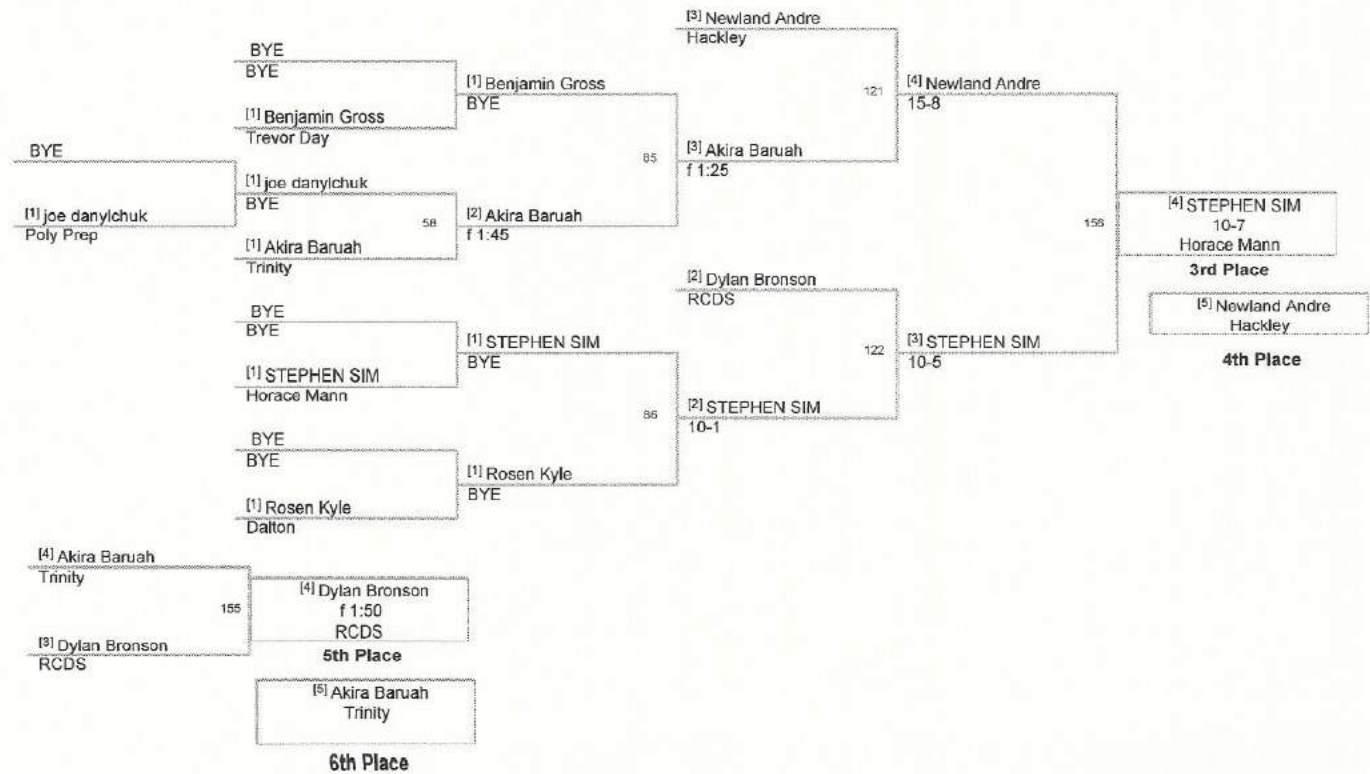 [3] Newland Andre
Hackley
BYE
BYE
[1] Benjamin Gross
BYE
121
[4] Newland Andre
15-8
[1] Benjamin Gross
Trevor Day
BYE
85
[3] Akira Baruah
f 1:25
[1] joe danylchuk
BYE
[1] joe danylchuk
Poly Prep
58
[2] Akira Baruah
f 1:45
156
[4] STEPHEN SIM
10-7
Horace Mann
3rd Place
[1] Akira Baruah
Trinity
[2] Dylan Bronson
RCDS
[5] Newland Andre
Hackley
4th Place
BYE
BYE
[1] STEPHEN SIM
BYE
122
[3] STEPHEN SIM
10-5
[1] STEPHEN SIM
Horace Mann
86
[2] STEPHEN SIM
10-1
BYE
BYE
[1] Rosen Kyle
BYE
[1] Rosen Kyle
Dalton
[4] Akira Baruah
Trinity
155
[4] Dylan Bronson
f 1:50
RCDS
5th Place
[3] Dylan Bronson
RCDS
[5] Akira Baruah
Trinity
6th Place